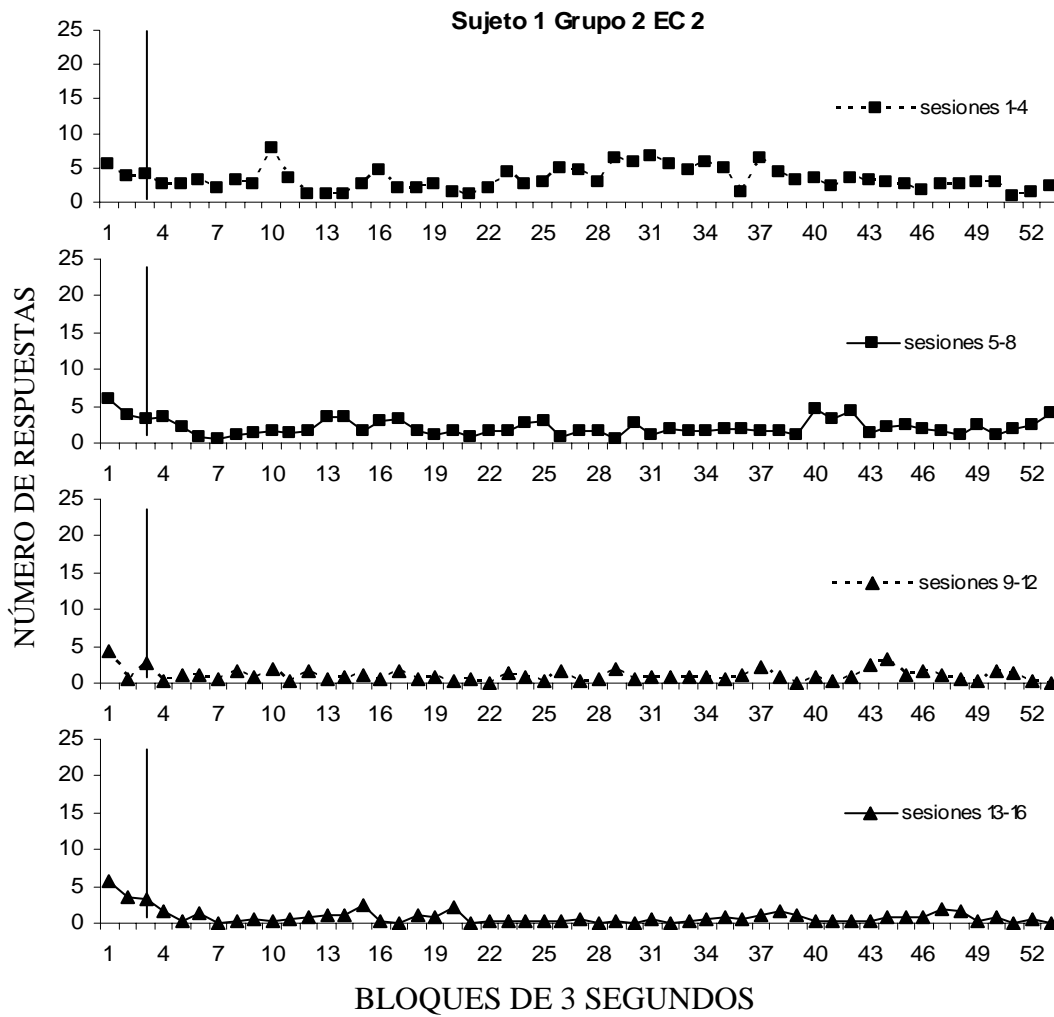 Sujeto 1 Grupo 2 EC 2
NÚMERO DE RESPUESTAS
25
20
15
10
5
0
sesiones 1-4
1 4 7 10 13 16 19 22 25 28 31 34 37 40 43 46 49 52
25
20
15
10
5
0
sesiones 5-8
1 4 7 10 13 16 19 22 25 28 31 34 37 40 43 46 49 52
25
20
15
10
5
0
sesiones 9-12
1 4 7 10 13 16 19 22 25 28 31 34 37 40 43 46 49 52
25
20
15
10
5
0
sesiones 13-16
1 4 7 10 13 16 19 22 25 28 31 34 37 40 43 46 49 52
BLOQUES DE 3 SEGUNDOS